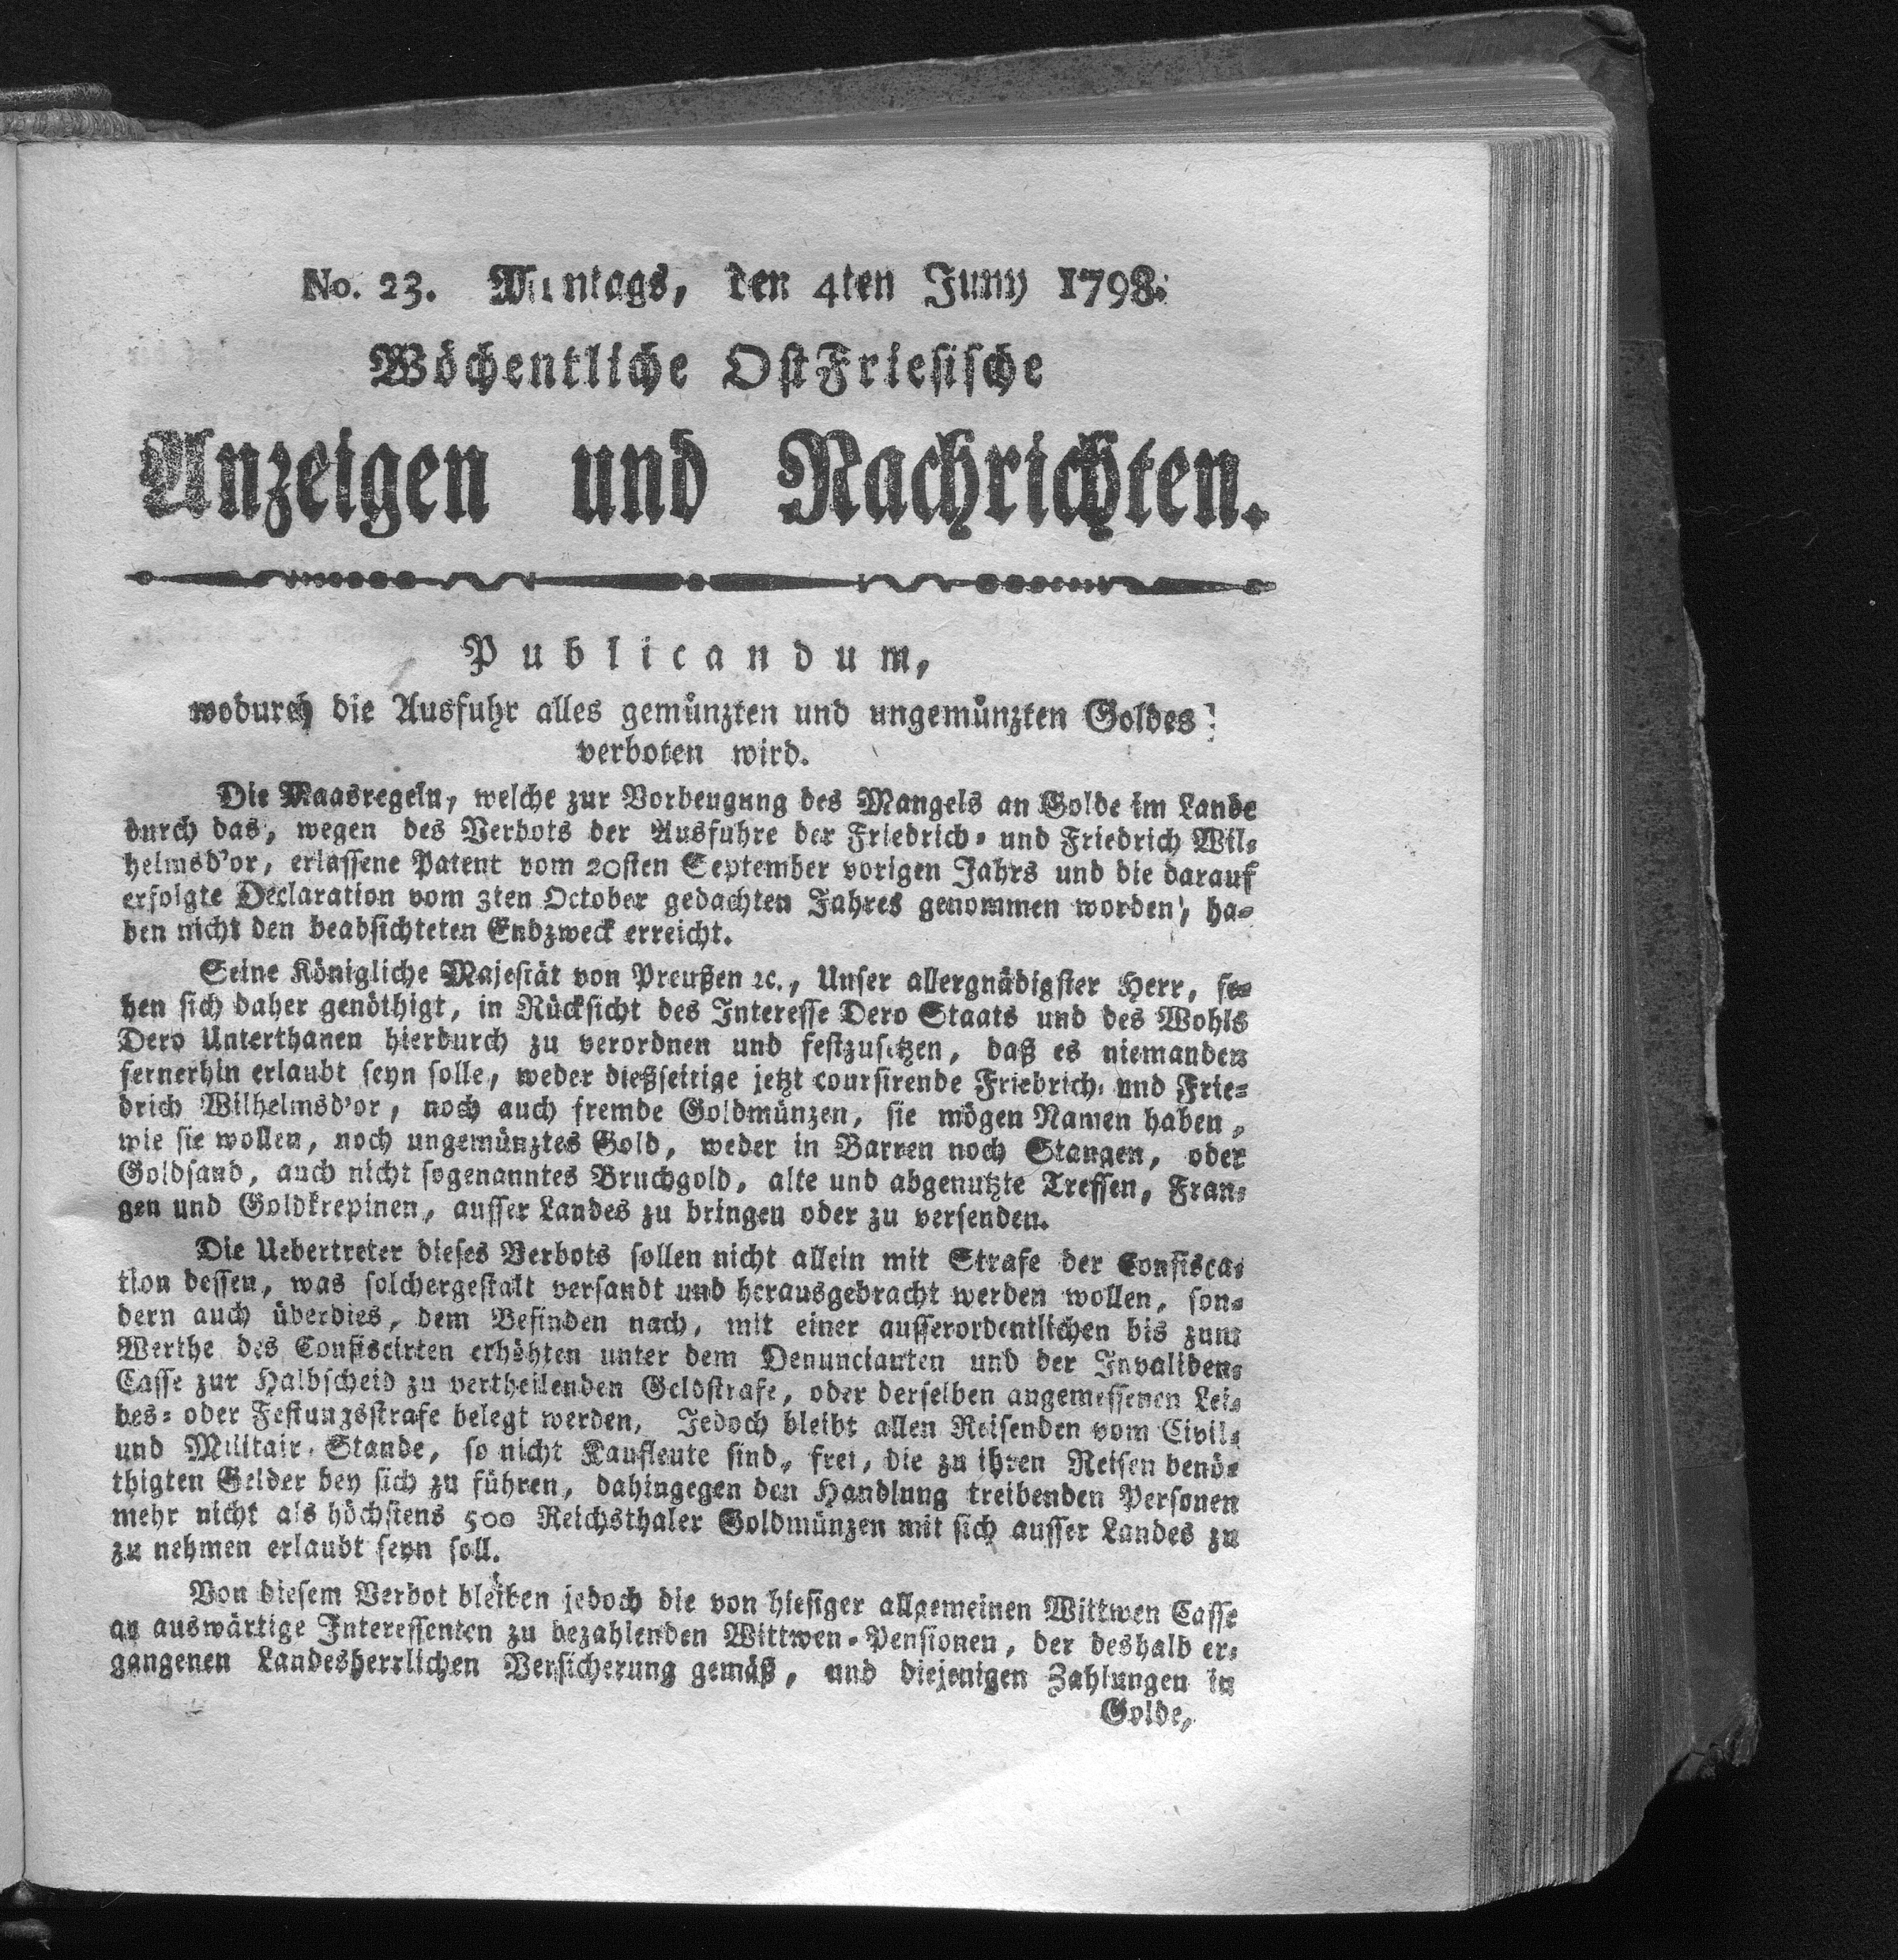 No. 23. Montags, den 4ten Juny 1798.
Wöchentliche OstFriesische
Anzeigen und Nachrichten.
Publicandum,
wodurch die Ausfuhr alles gemünzten und ungemünzten Goldes
verboten wird.
Die Maasregeln, welche zur Vorbeugung des Mangels an Golde im Lande
durch das, wegen des Verbots der Ausfuhre der Friedrich- und Friedrich Wil-
helmsd'or, erlassene Patent vom 20sten September vorigen Jahrs und die darauf
erfolgte Declaration vom 3ten October gedachten Jahres genommen worden, ha-
ben nicht den beabsichteten Endzweck erreicht.
Seine Königliche Majestät von Preußen ꝛc., Unser allergnädigster Herr, se-
hen sich daher genöthigt, in Rücksicht des Interesse Dero Staats und des Wohls
Dero Unterthanen hierdurch zu verordnen und festzusetzen, daß es niemanden
fernerhin erlaubt seyn solle, weder dießseitige jetzt coursirende Friedrich- und Frie-
drich Wilhelmsd'or, noch auch fremde Goldmünzen, sie mögen Namen haben,
wie sie wollen, noch ungemünztes Gold, weder in Barren noch Stangen, oder
Goldsand, auch nicht sogenanntes Bruchgold, alte und abgenutzte Tressen, Fran-
gen und Goldkrepinen, ausser Landes zu bringen oder zu versenden.
Die Uebertreter dieses Verbots sollen nicht allein mit Strafe der Confisca-
tion dessen, was solchergestalt versandt und herausgebracht werden wollen, son-
dern auch überdies, dem Befinden nach, mit einer ausserordentlichen bis zum
Werthe des Confiscirten erhöhten unter dem Denuncianten und der Invaliden-
Casse zur Halbscheid zu vertheilenden Geldstrafe, oder derselben angemessenen Lei-
bes- oder Festungsstrafe belegt werden. Jedoch bleibt allen Reisenden vom Civil-
und Militair-Stande, so nicht Kaufleute sind, frei, die zu ihren Reisen benö-
thigten Gelder bey sich zu führen, dahingegen den Handlung treibenden Personen
mehr nicht als höchstens 500 Reichsthaler Goldmünzen mit sich ausser Landes zu
zu nehmen erlaubt seyn soll.
Von diesem Verbot bleiben jedoch die von hiesiger allgemeinen Wittwen Casse
an auswärtige Interessenten zu bezahlenden Wittwen-Pensionen, der deshalb er-
gangenen Landesherrlichen Versicherung gemäß, und diejenigen Zahlungen in
Golde,